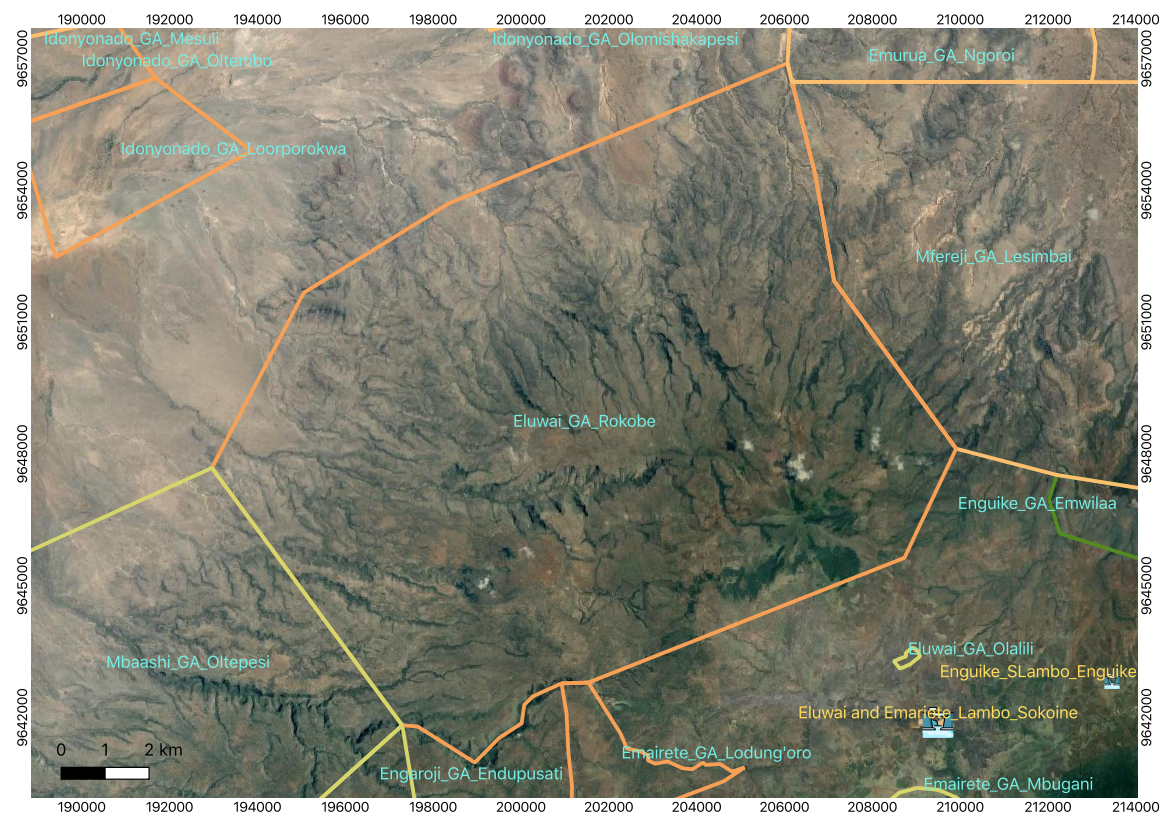 190000 192000 194000 196000 198000 200000 202000 204000 206000 208000 210000 212000 214000
Idonyonado_GA_Mesuli
Idonyonado_GA_Olomishakapesi
Idonyonado_GA_Oltembo
Emurua_GA_Ngoroi
9657000
9657000
Idonyonado_GA_Loorporokwa
9654000
9654000
Mfereji_GA_Lesimbai
9651000
9651000
Eluwai_GA_Rokobe
9648000
9648000
Enguike_GA_Emwilaa
9645000
9645000
Eluwai_GA_Olalili
Mbaashi_GA_Oltepesi
Enguike_SLambo_Enguike
9642000
9642000
Eluwai and Emariete_Lambo_Sokoine
0 1 2 km
Emairete_GA_Lodung'oro
Engaroji_GA_Endupusati
Emairete_GA_Mbugani
190000 192000 194000 196000 198000 200000 202000 204000 206000 208000 210000 212000 214000